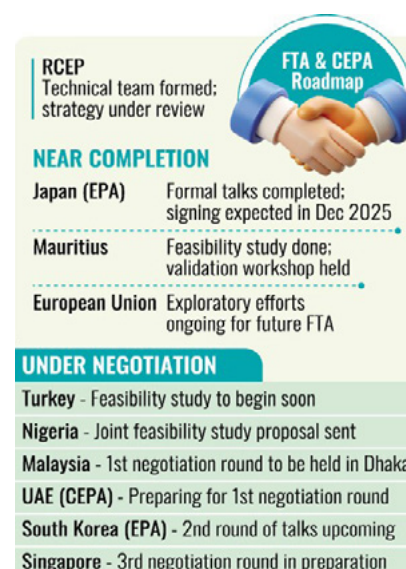 FTA & CEPA
Roadmap
RCEP
Technical team formed;
strategy under review
NEAR COMPLETION
Japan (EPA) Formal talks completed;
signing expected in Dec 2025
Mauritius Feasibility study done;
validation workshop held
European Union Exploratory efforts
ongoing for future FTA
UNDER NEGOTIATION
Turkey - Feasibility study to begin soon
Nigeria - Joint feasibility study proposal sent
Malaysia - 1st negotiation round to be held in Dhaka
UAE (CEPA) - Preparing for 1st negotiation round
South Korea (EPA) - 2nd round of talks upcoming
Singapore - 3rd negotiation round in preparation